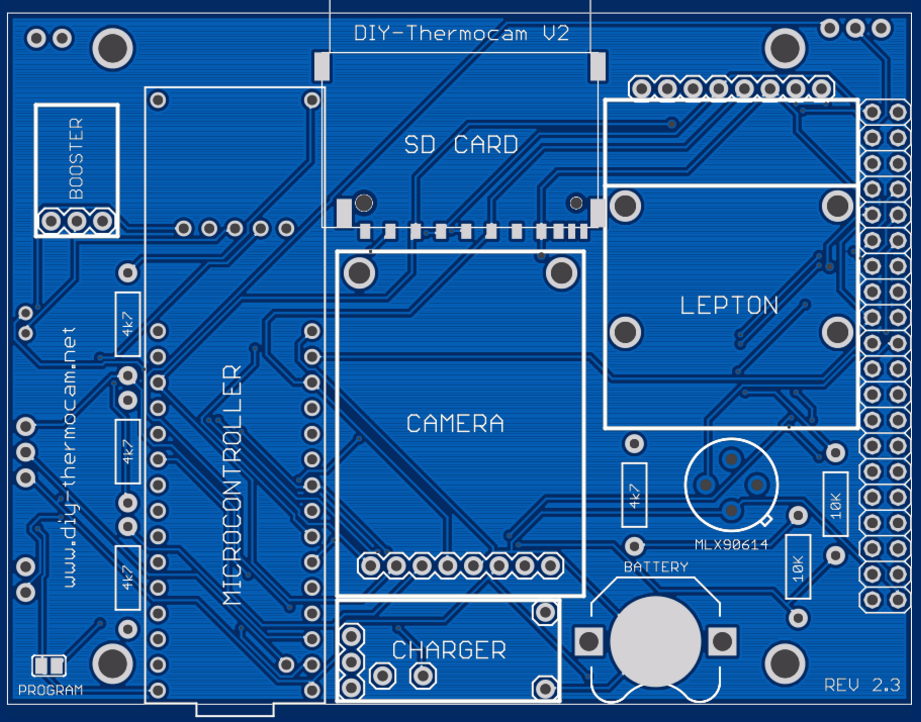 DIY-Thermocam V2
BOOSTER
SD CARD
LEPTON
4k7
www.diy-thermocam.net
MICROCONTROLLER
CAMERA
4k7
4k7
10K
MLX90614
10K
BATTERY
4k7
CHARGER
PROGRAM
REV 2.3